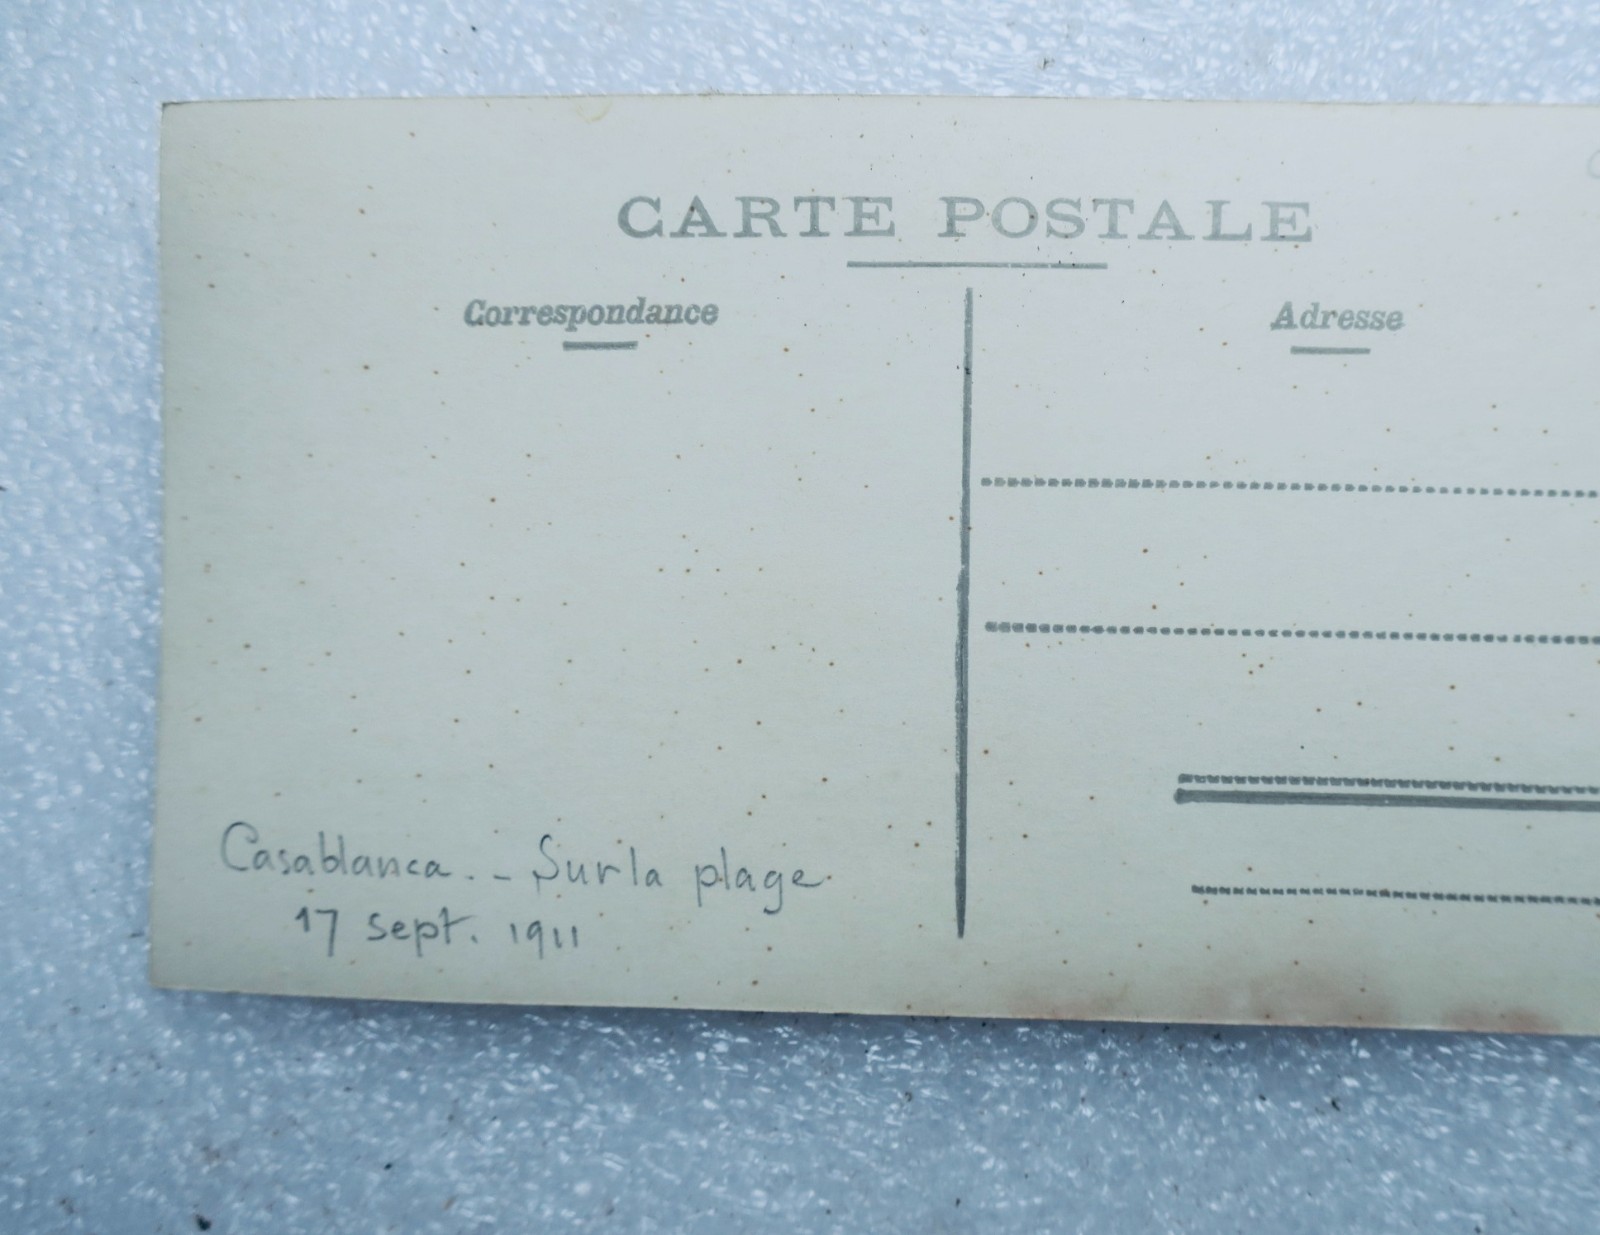 CARTE POSTALE
Correspondance
Adresse
Casablanca. - Sur la plage
17 sept. 1911